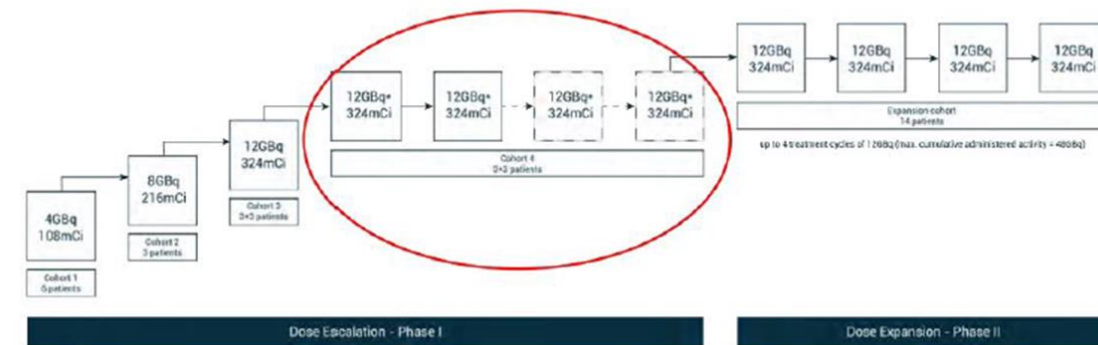 4GBq
108mCi
Cohort 1
6 patients
8GBq
216mCi
Cohort 2
3 patients
12GBq
324mCi
Cohort 3
3+3 patients
12GBq*
324mCi
12GBq*
324mCi
12GBq*
324mCi
12GBq*
324mCi
Cohort 4
3+3 patients
12GBq
324mCi
12GBq
324mCi
12GBq
324mCi
12GBq
324mCi
Expansion cohort
14 patients
up to 4 treatment cycles of 12GBq (max. cumulative administered activity = 48GBq)
Dose Escalation - Phase I
Dose Expansion - Phase II